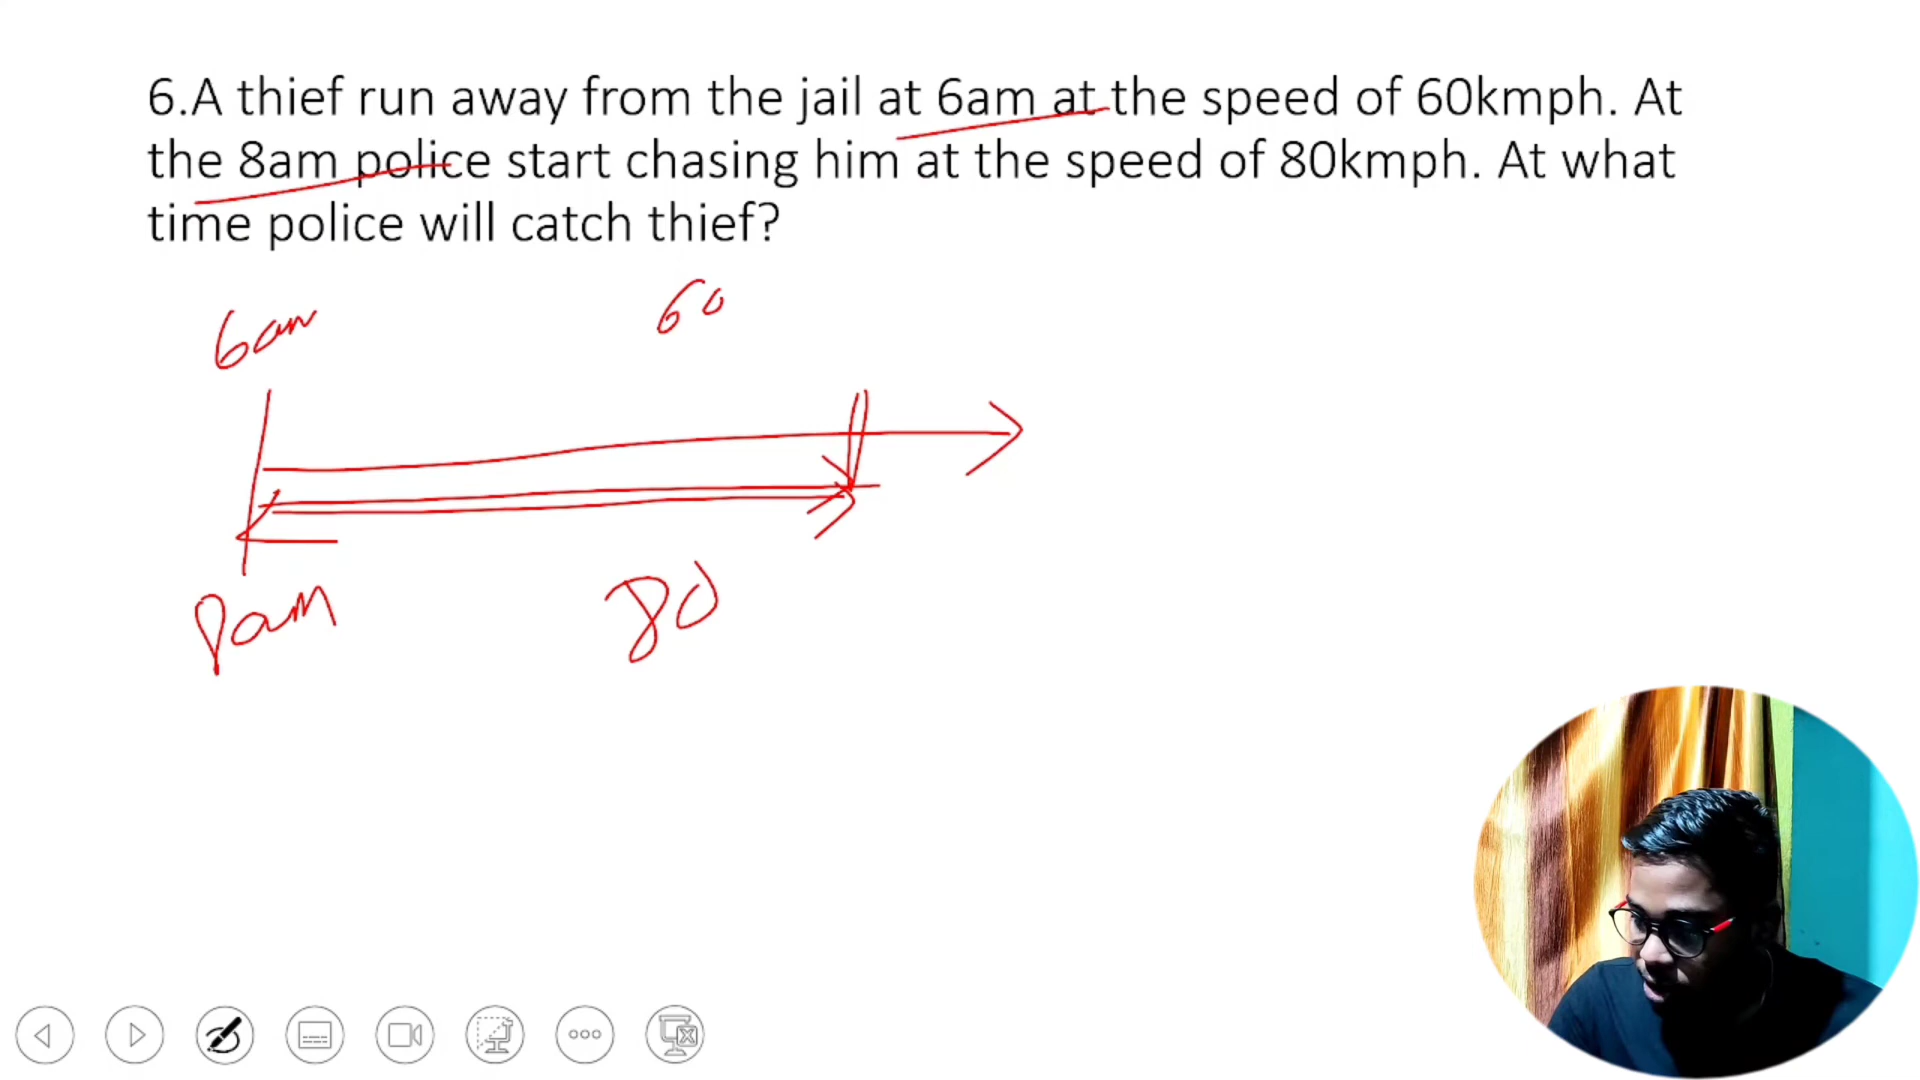 6.A thief run away from the jail at 6am at the speed of 60kmph. At
the 8am police start chasing him at the speed of 80kmph. At what
time police will catch thief?
6am 60
8am 80